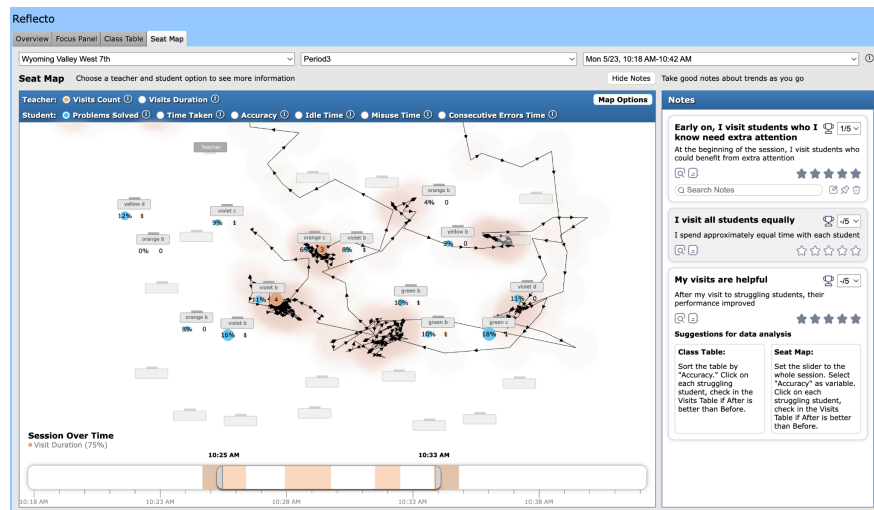 Reflecto
Overview Focus Panel Class Table Seat Map
Wyoming Valley West 7th Period3 Mon 5/23, 10:18 AM-10:42 AM
Seat Map Choose a teacher and student option to see more information Hide Notes Take good notes about trends as you go
Teacher: Visits Count Visits Duration Map Options
Student: Problems Solved Time Taken Accuracy Idle Time Misuse Time Consecutive Errors Time
Notes
Teacher
orange b
4% 0
yellow d
12% 1
violet c
9% 1
orange b
0% 0
orange c
6% 3
violet b
8% 1
yellow b
9% 0
violet b
11% 4
green b
10% 1
violet d
11% 0
orange b
8% 0
violet b
16% 1
green b
10% 1
green c
18% 1
Session Over Time
Visit Duration (75%)
10:25 AM 10:33 AM
10:18 AM 10:23 AM 10:28 AM 10:33 AM 10:38 AM
Early on, I visit students who I
know need extra attention
1/5
At the beginning of the session, I visit students who
could benefit from extra attention
Search Notes
I visit all students equally
-/5
I spend approximately equal time with each student
My visits are helpful
-/5
After my visit to struggling students, their
performance improved
Suggestions for data analysis
Class Table:
Sort the table by
"Accuracy." Click on
each struggling
student, check in the
Visits Table if After is
better than Before.
Seat Map:
Set the slider to the
whole session. Select
"Accuracy" as variable.
Click on each
struggling student,
check in the Visits
Table if After is better
than Before.